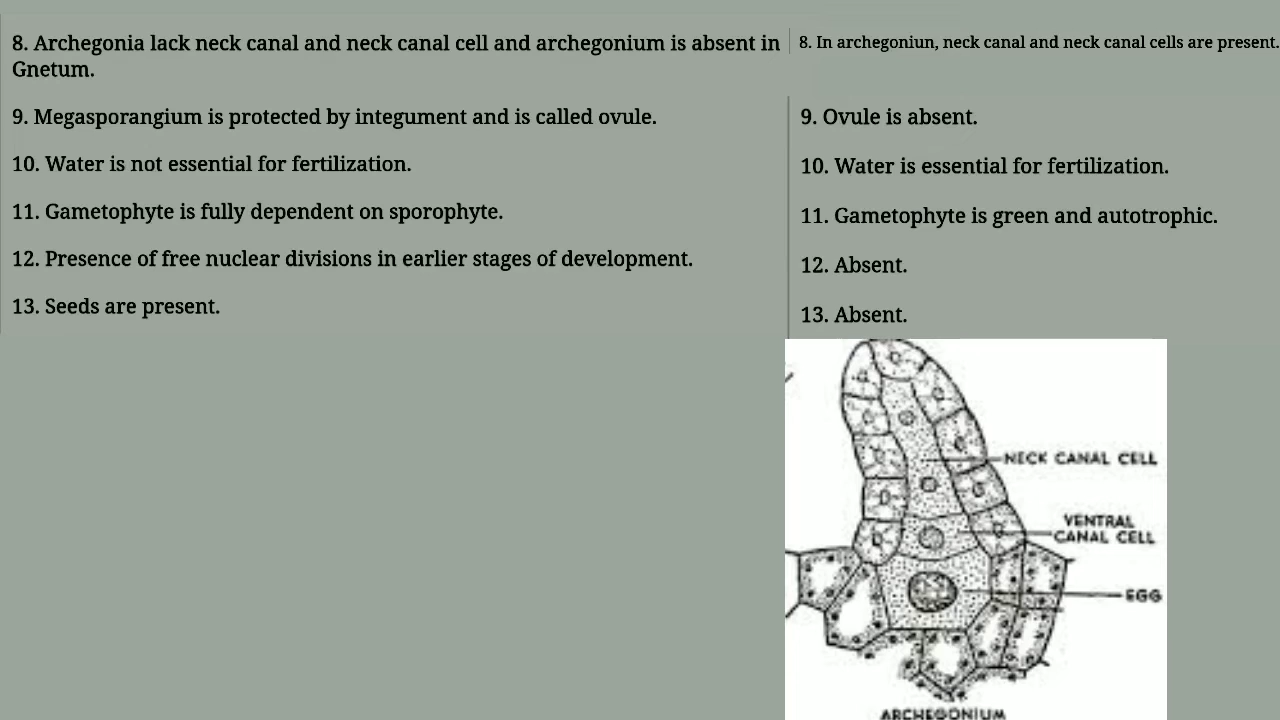 8. Archegonia lack neck canal and neck canal cell and archegonium is absent in
Gnetum.
9. Megasporangium is protected by integument and is called ovule.
10. Water is not essential for fertilization.
11. Gametophyte is fully dependent on sporophyte.
12. Presence of free nuclear divisions in earlier stages of development.
13. Seeds are present.
8. In archegoniun, neck canal and neck canal cells are present.
9. Ovule is absent.
10. Water is essential for fertilization.
11. Gametophyte is green and autotrophic.
12. Absent.
13. Absent.
NECK CANAL CELL
VENTRAL
CANAL CELL
EGG
ARCHEGONIUM